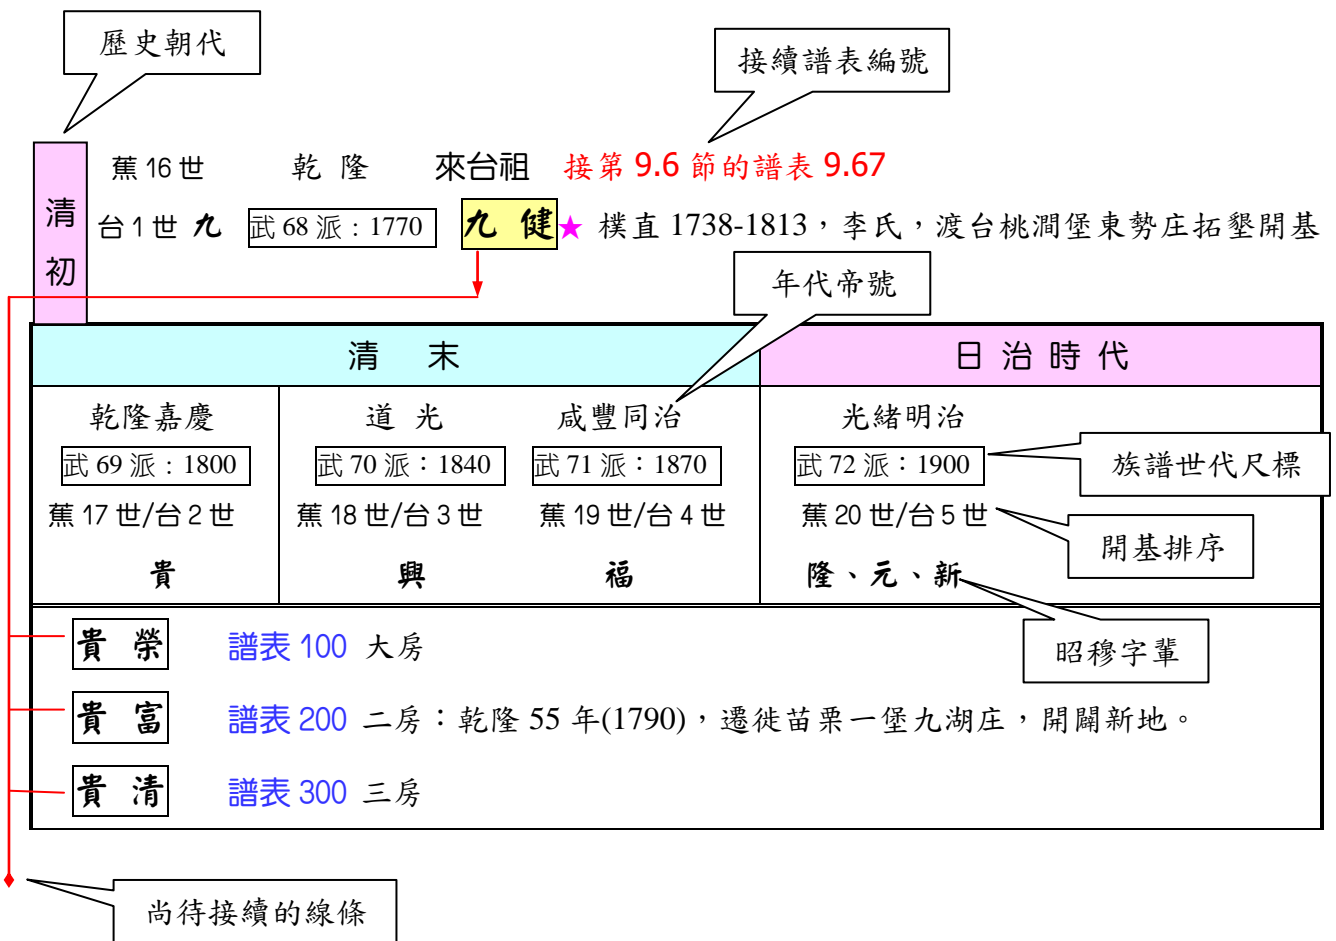 歷史朝代
接續譜表編號
清初
蕉 16 世 乾 隆 來台祖 接第 9.6 節的譜表 9.67
台 1 世 九 武 68 派：1770 九 健★ 樸直 1738-1813，李氏，渡台桃澗堡東勢庄拓墾開基
年代帝號
清 末 日 治 時 代
乾隆嘉慶 道 光 咸豐同治 光緒明治
武 69 派：1800 武 70 派：1840 武 71 派：1870 武 72 派：1900
族譜世代尺標
蕉 17 世/台 2 世 蕉 18 世/台 3 世 蕉 19 世/台 4 世 蕉 20 世/台 5 世
開基排序
貴 興 福 隆、元、新
昭穆字輩
貴 榮 譜表 100 大房
貴 富 譜表 200 二房：乾隆 55 年(1790)，遷徙苗栗一堡九湖庄，開闢新地。
貴 清 譜表 300 三房
尚待接續的線條